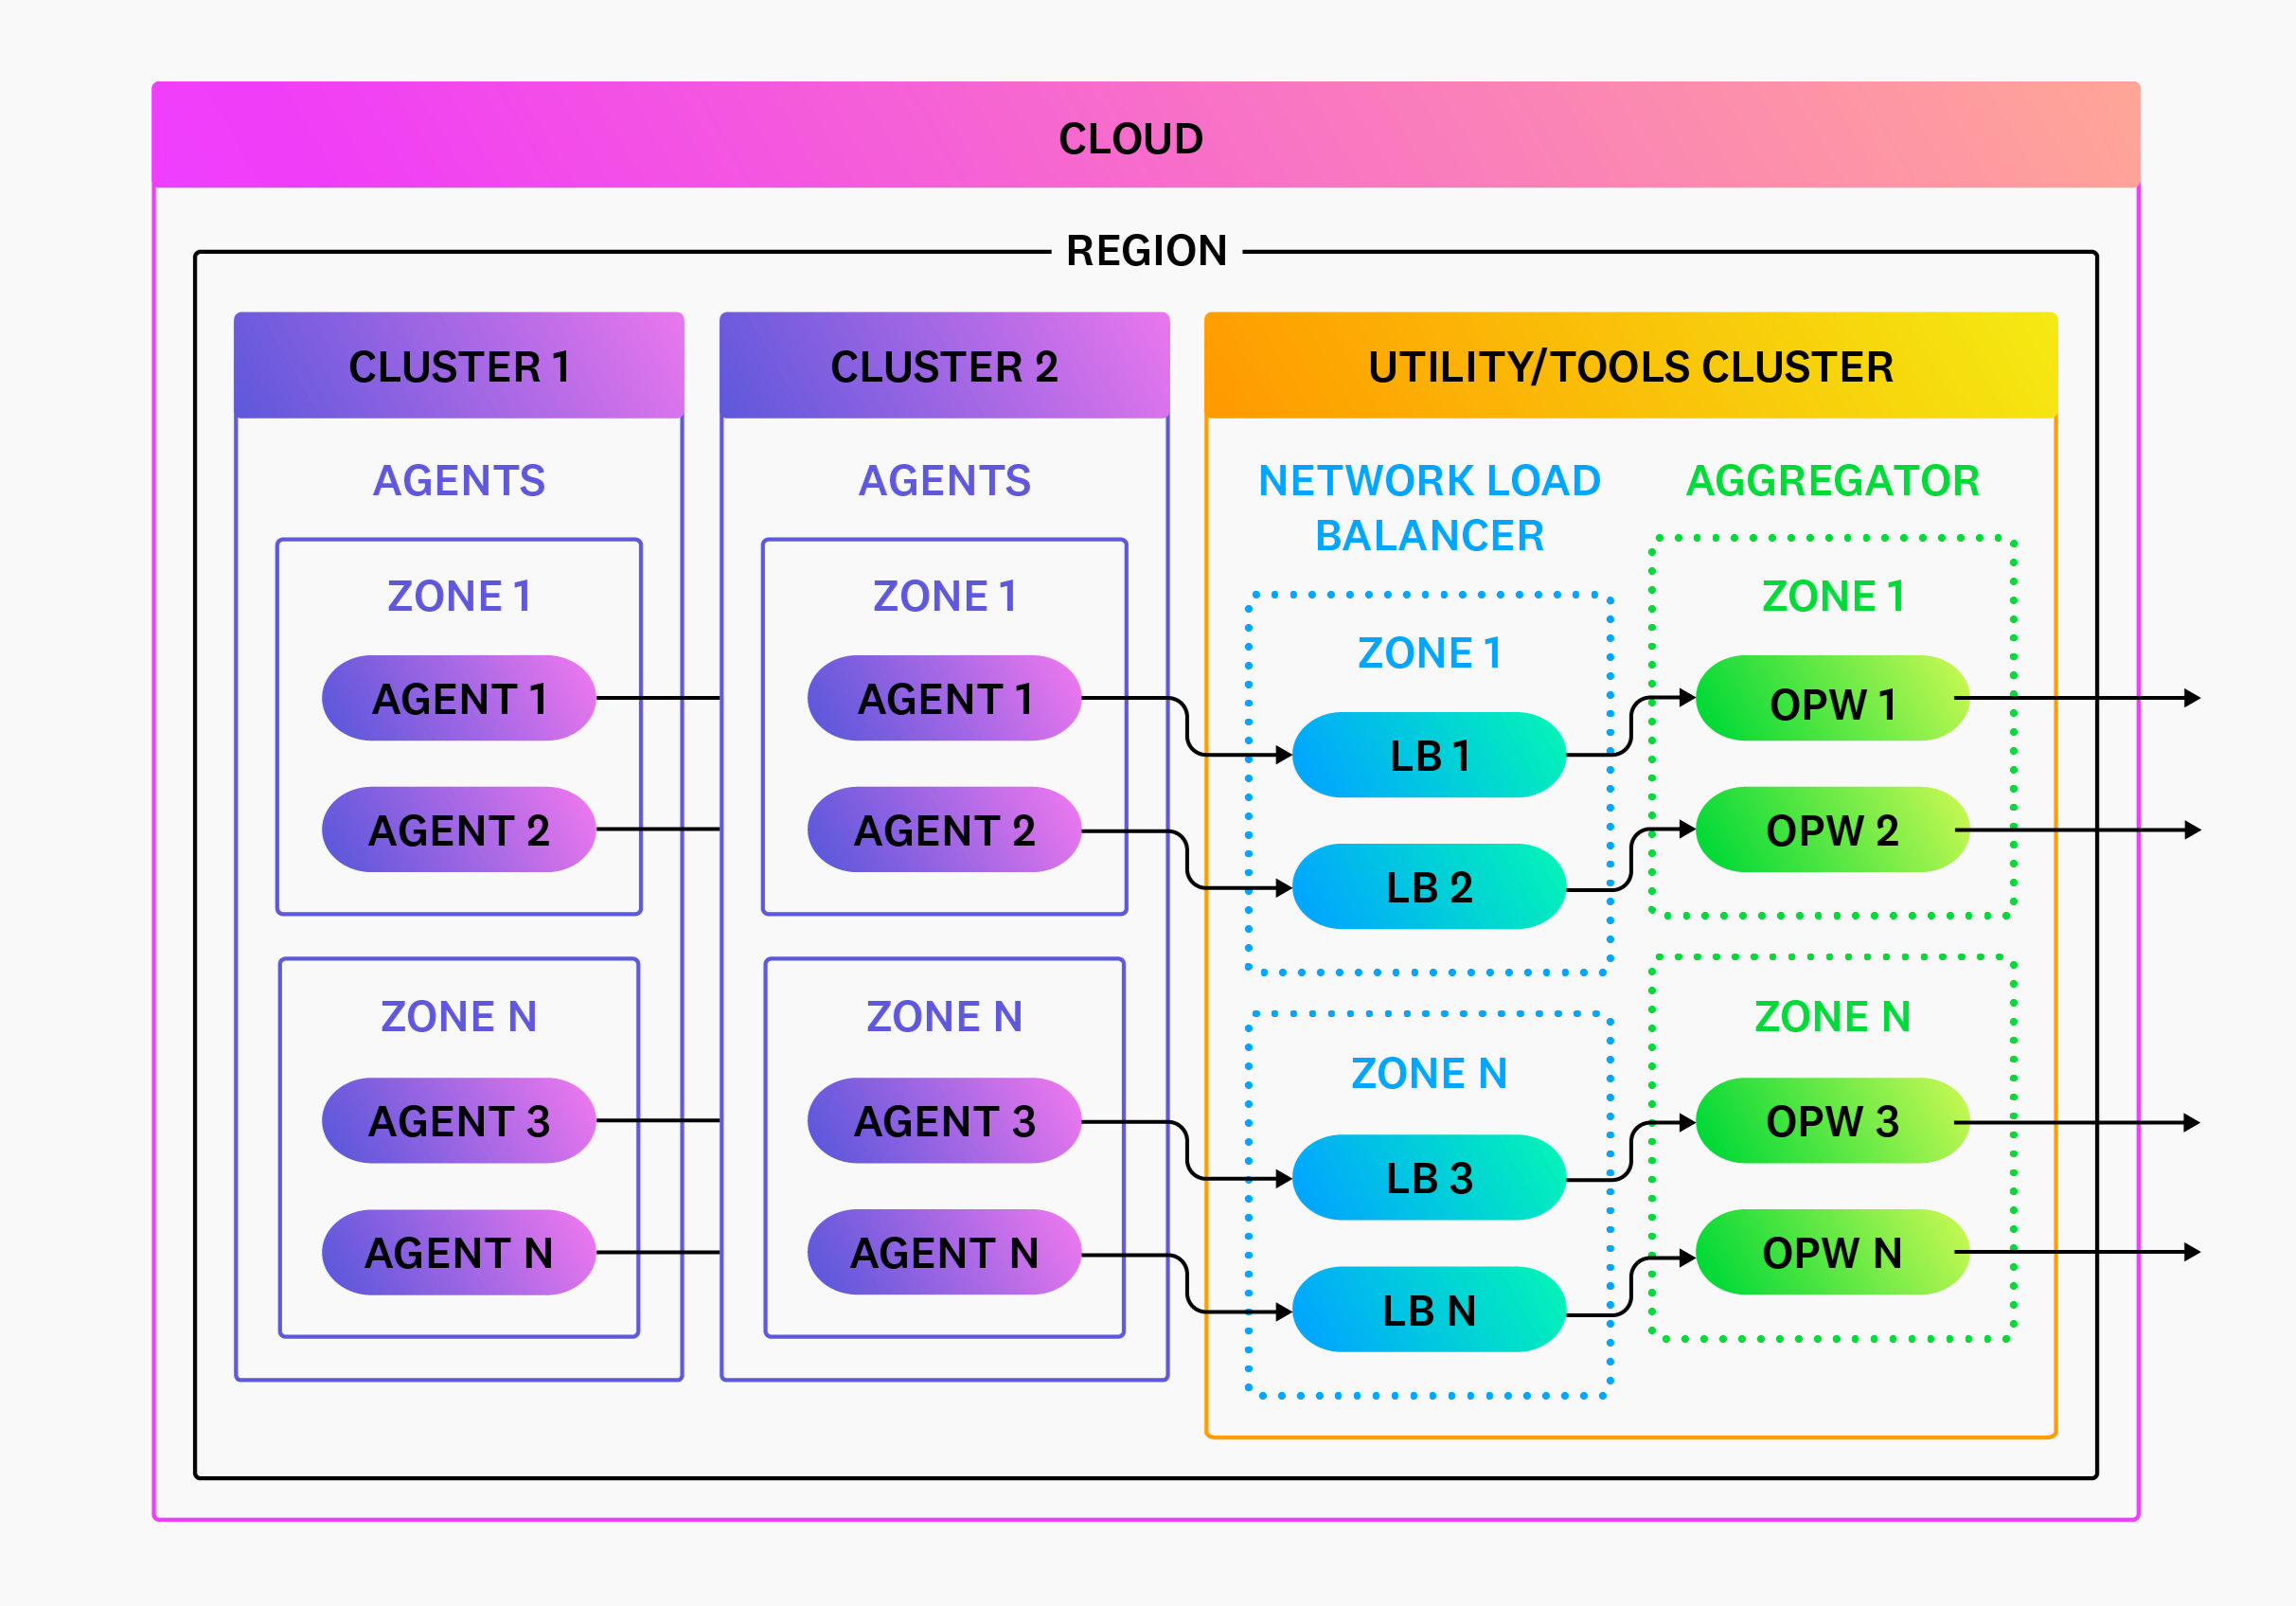 CLOUD
REGION
CLUSTER 1
AGENTS
ZONE 1
AGENT 1
AGENT 2
ZONE N
AGENT 3
AGENT N
CLUSTER 2
AGENTS
ZONE 1
AGENT 1
AGENT 2
ZONE N
AGENT 3
AGENT N
UTILITY/TOOLS CLUSTER
NETWORK LOAD
BALANCER
ZONE 1
LB 1
LB 2
ZONE N
LB 3
LB N
AGGREGATOR
ZONE 1
OPW 1
OPW 2
ZONE N
OPW 3
OPW N